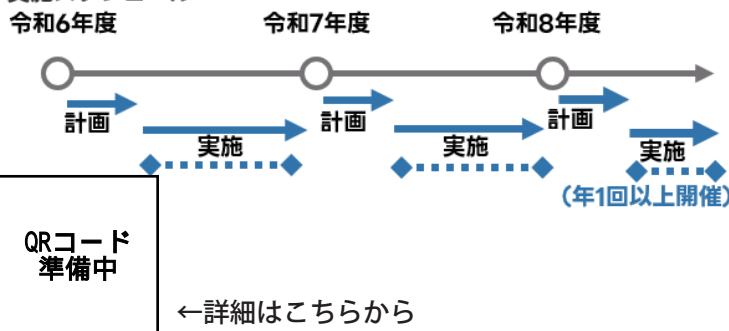 令和6年度 令和7年度 令和8年度
計画 計画 計画
実施 実施 実施
(年1回以上開催)
QRコード
準備中
←詳細はこちらから